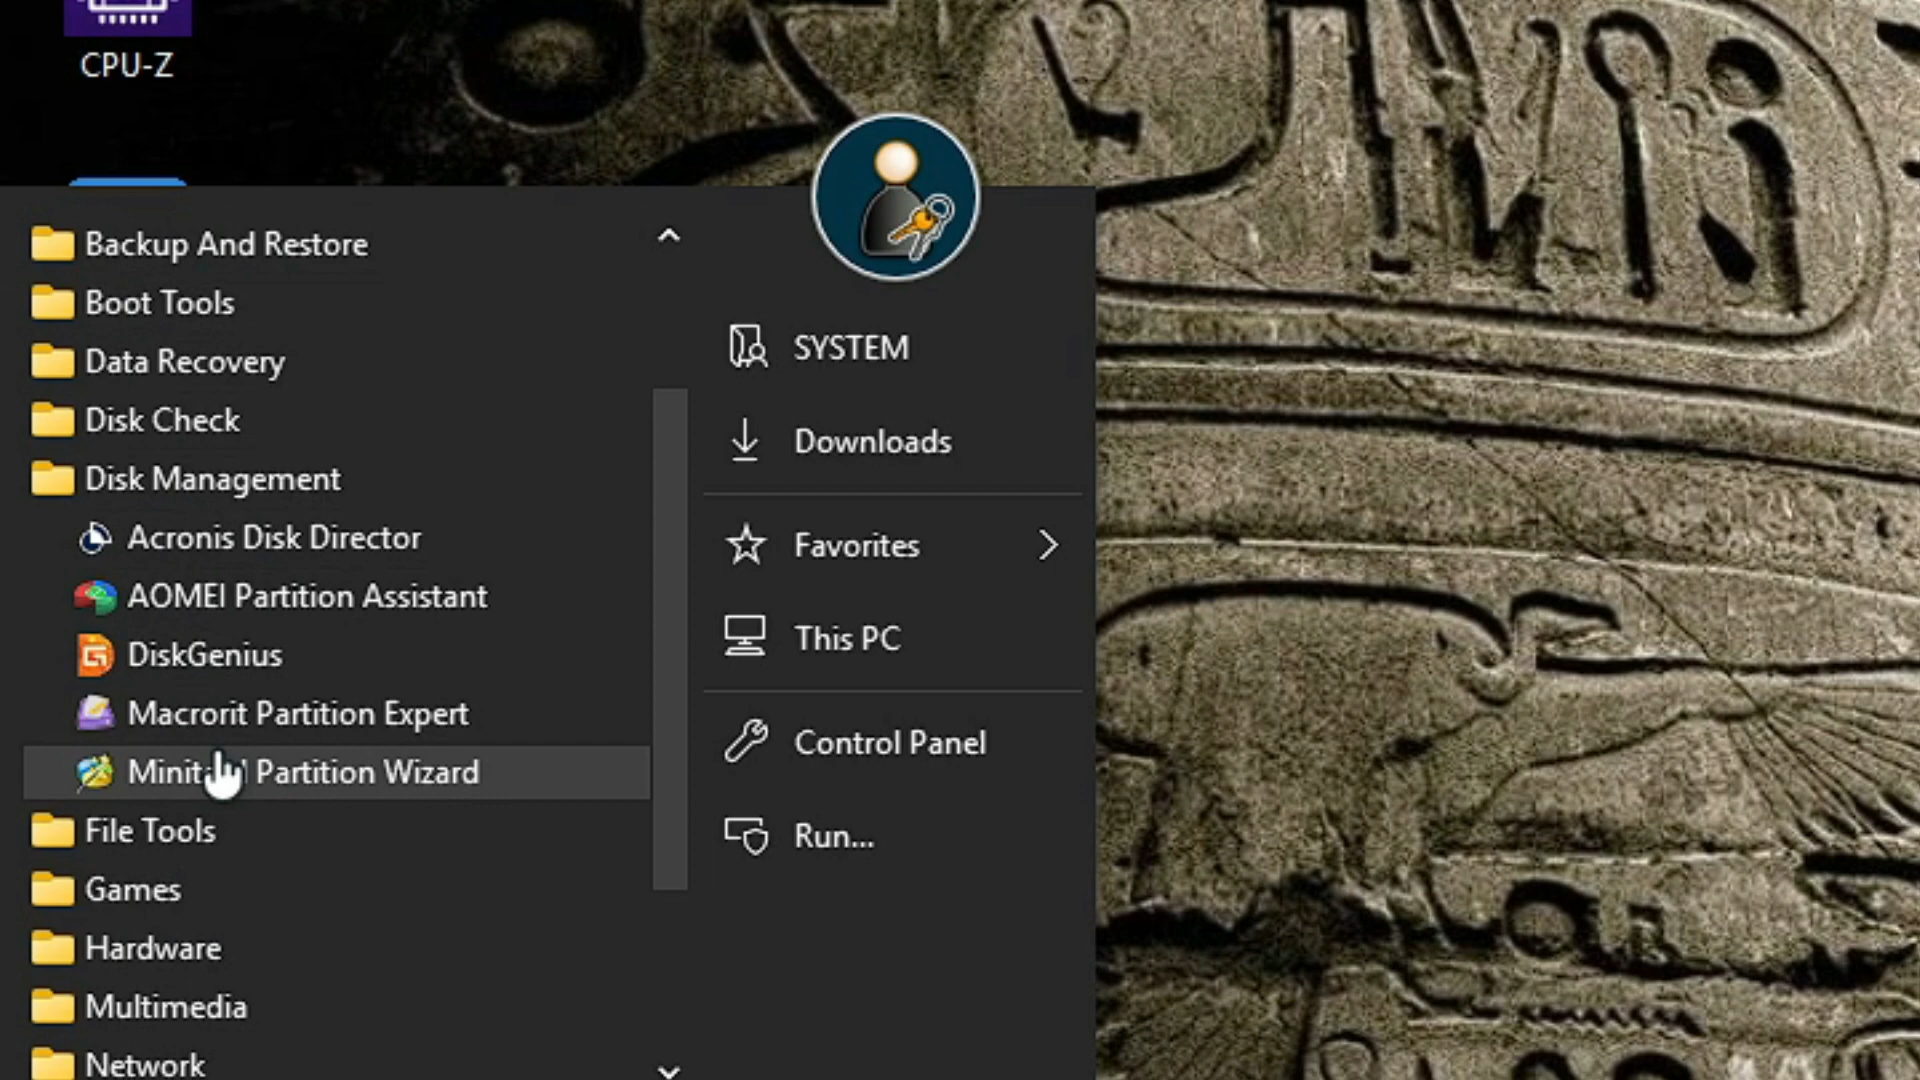 CPU-Z
Backup And Restore
Boot Tools
Data Recovery
Disk Check
Disk Management
Acronis Disk Director
AOMEI Partition Assistant
DiskGenius
Macrorit Partition Expert
Partition Wizard
File Tools
Games
Hardware
Multimedia
Network
SYSTEM
Downloads
Favorites
This PC
Control Panel
Run...